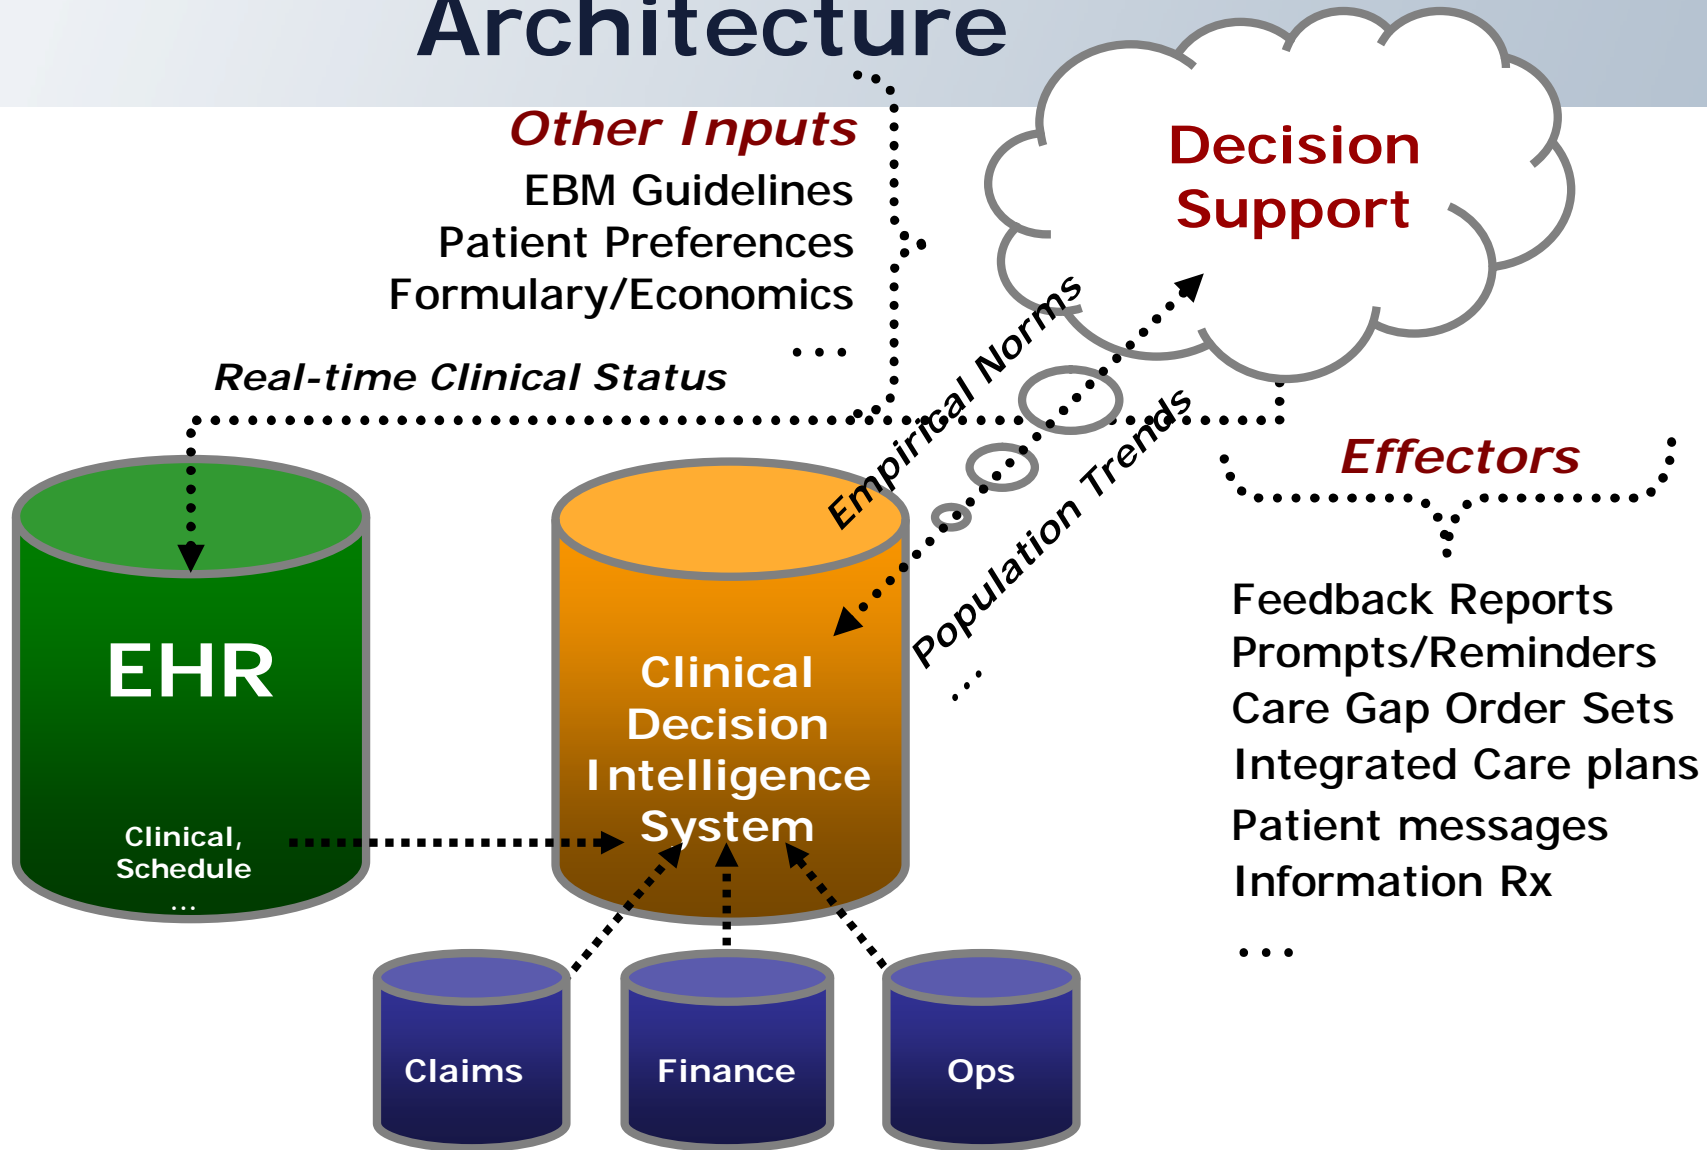 Architecture
Other Inputs
EBM Guidelines
Patient Preferences
Formulary/Economics
...
Real-time Clinical Status
Decision
Support
Empirical Norms
Population Trends
...
Effectors
Feedback Reports
Prompts/Reminders
Care Gap Order Sets
Integrated Care plans
Patient messages
Information Rx
...
EHR
Clinical,
Schedule
...
Clinical
Decision
Intelligence
System
Claims
Finance
Ops